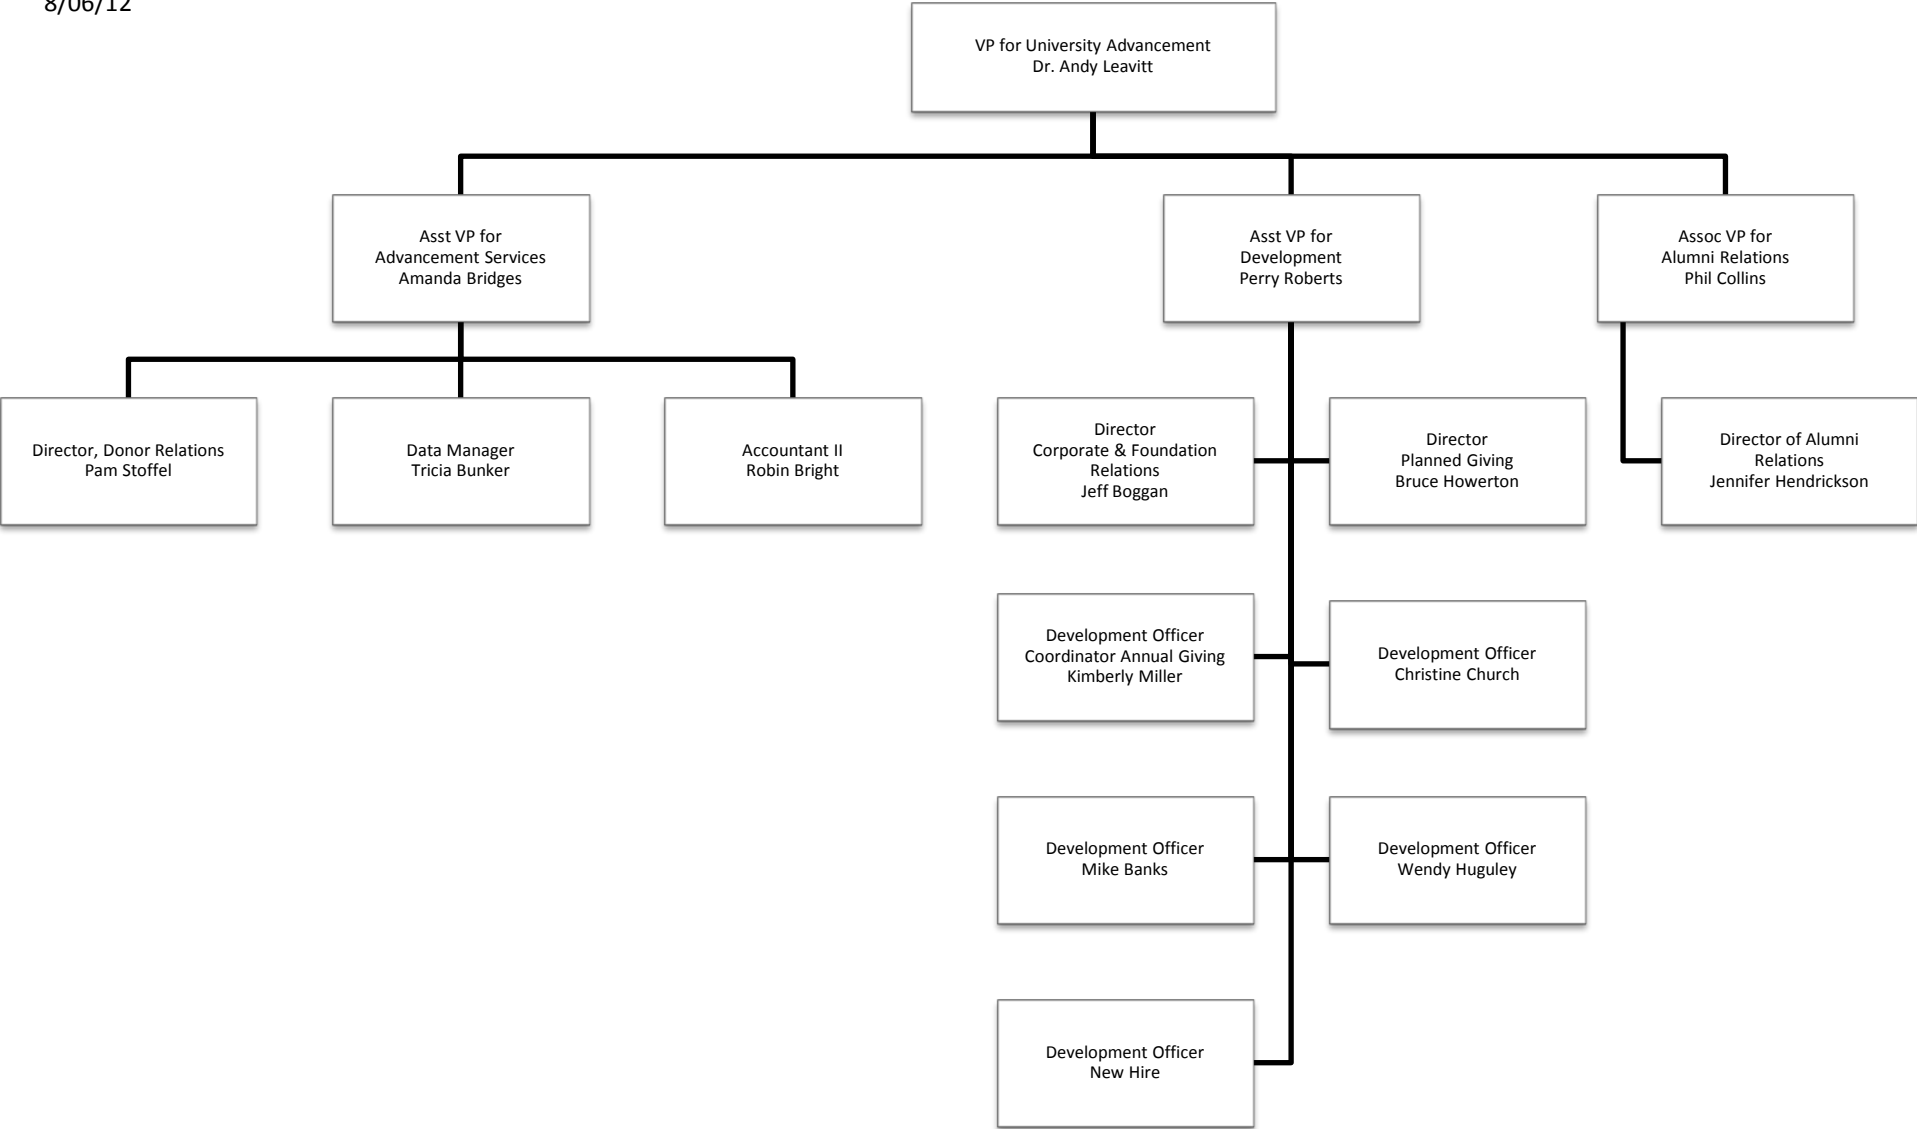 8/06/12
VP for University Advancement
Dr. Andy Leavitt
Asst VP for
Advancement Services
Amanda Bridges
Asst VP for
Development
Perry Roberts
Assoc VP for
Alumni Relations
Phil Collins
Director, Donor Relations
Pam Stoffel
Data Manager
Tricia Bunker
Accountant II
Robin Bright
Director
Corporate & Foundation
Relations
Jeff Boggan
Director
Planned Giving
Bruce Howerton
Director of Alumni
Relations
Jennifer Hendrickson
Development Officer
Coordinator Annual Giving
Kimberly Miller
Development Officer
Christine Church
Development Officer
Mike Banks
Development Officer
Wendy Huguley
Development Officer
New Hire